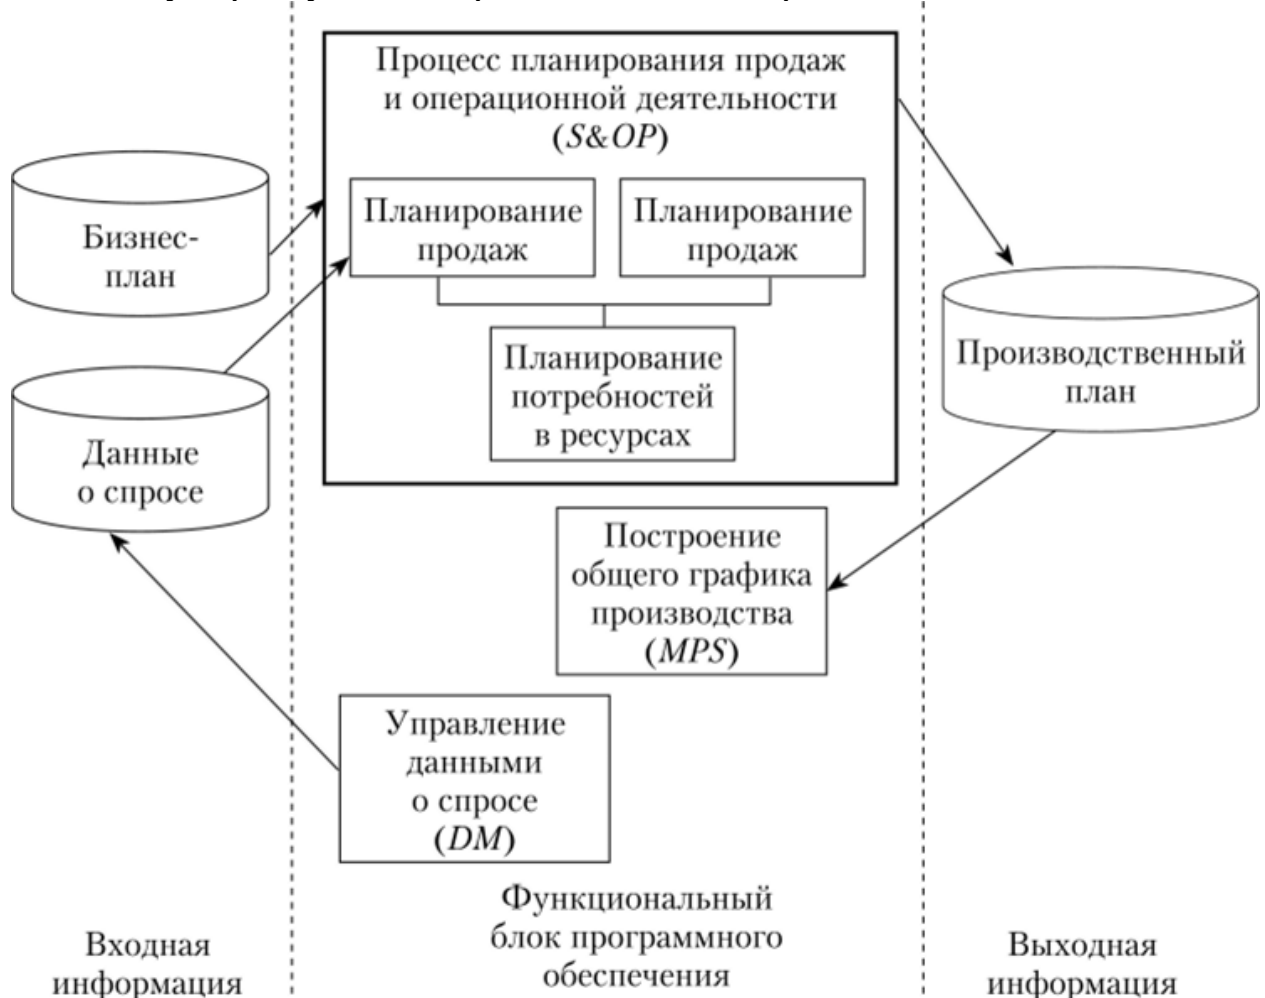 Процесс планирования продаж
и операционной деятельности
(S&OP)
Планирование
продаж
Планирование
продаж
Планирование
потребностей
в ресурсах
Бизнес-
план
Данные
о спросе
Производственный
план
Построение
общего графика
производства
(MPS)
Управление
данными
о спросе
(DM)
Входная
информация
Функциональный
блок программного
обеспечения
Выходная
информация